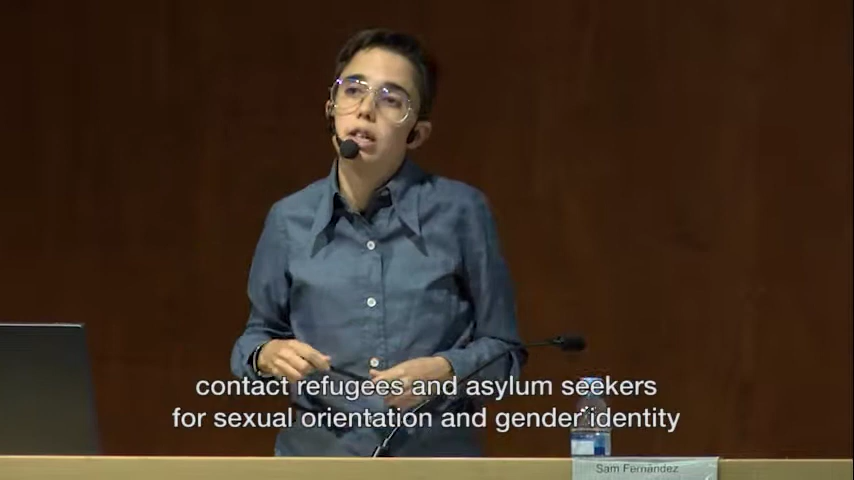 contact refugees and asylum seekers
for sexual orientation and gender identity
Sam Fernández